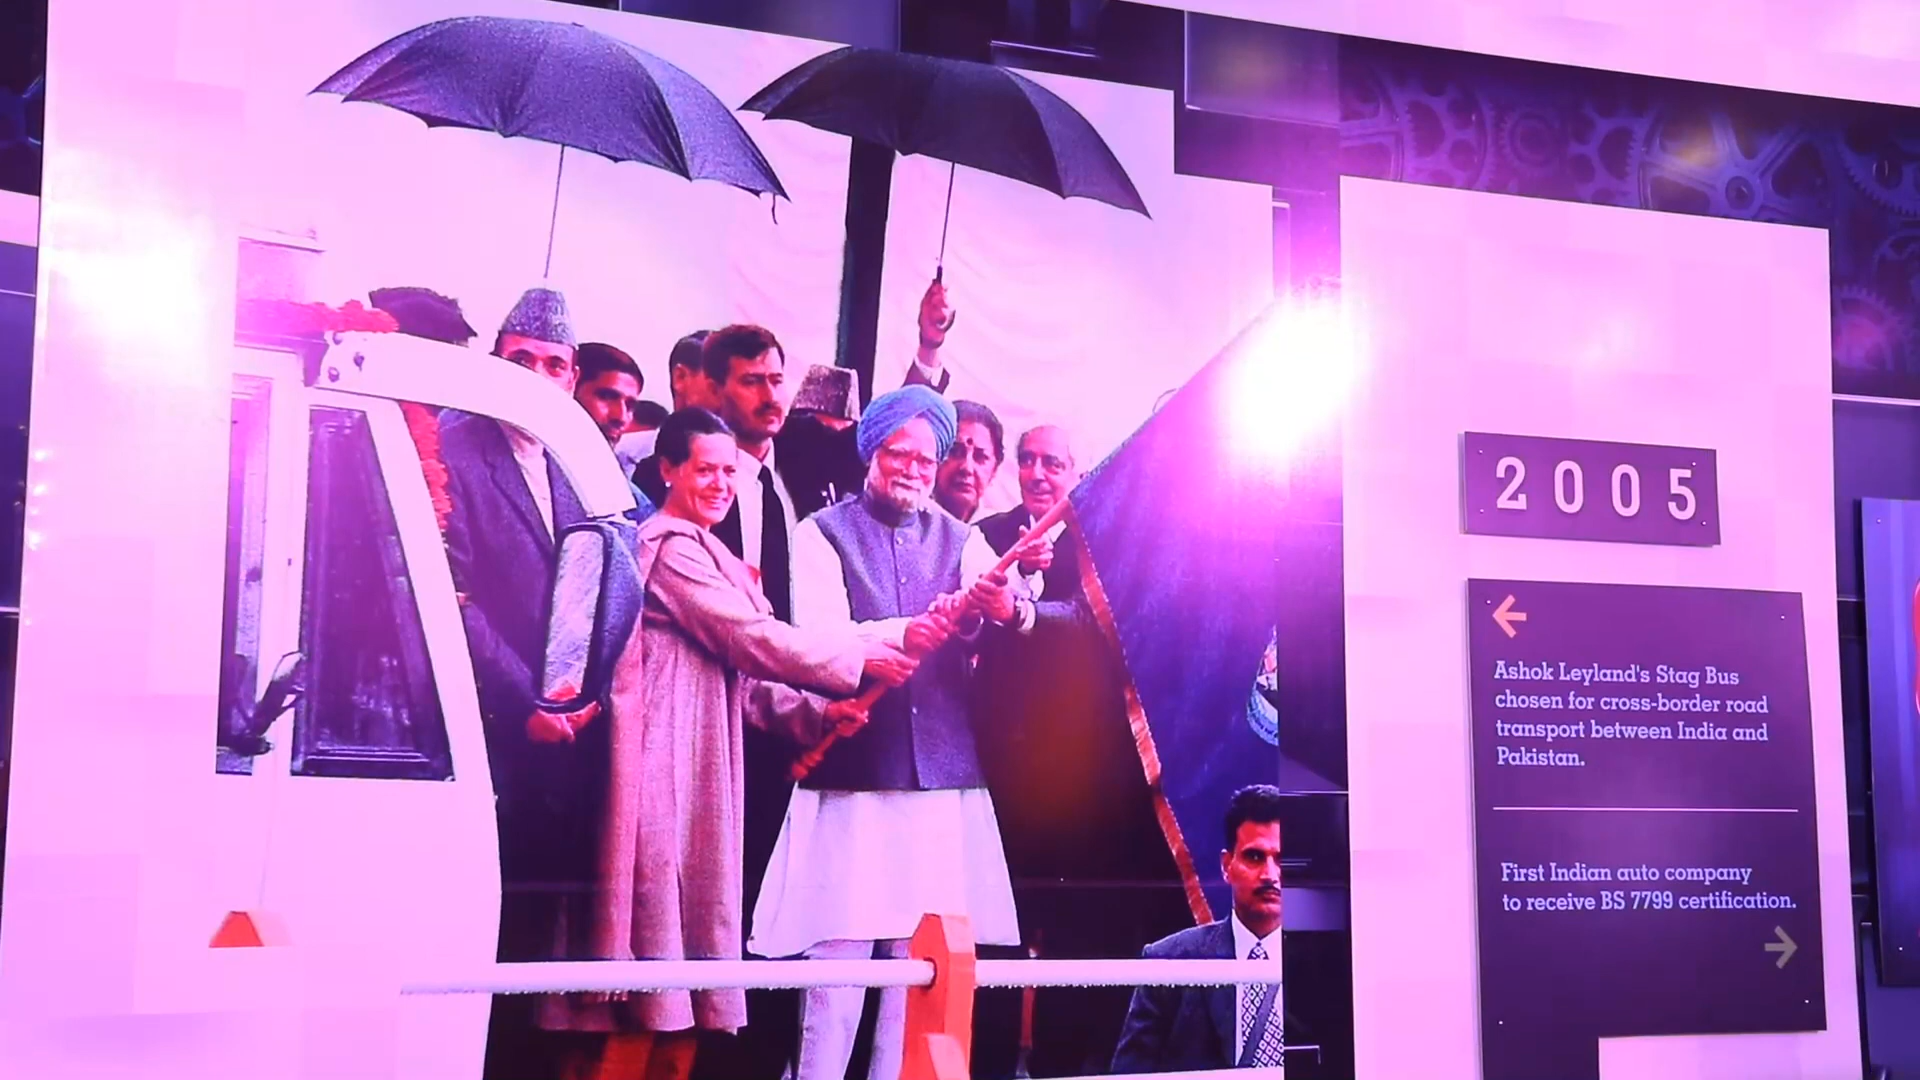 2005
Ashok Leyland's Stag Bus
chosen for cross-border road
transport between India and
Pakistan.
First Indian auto company
to receive BS 7799 certification.